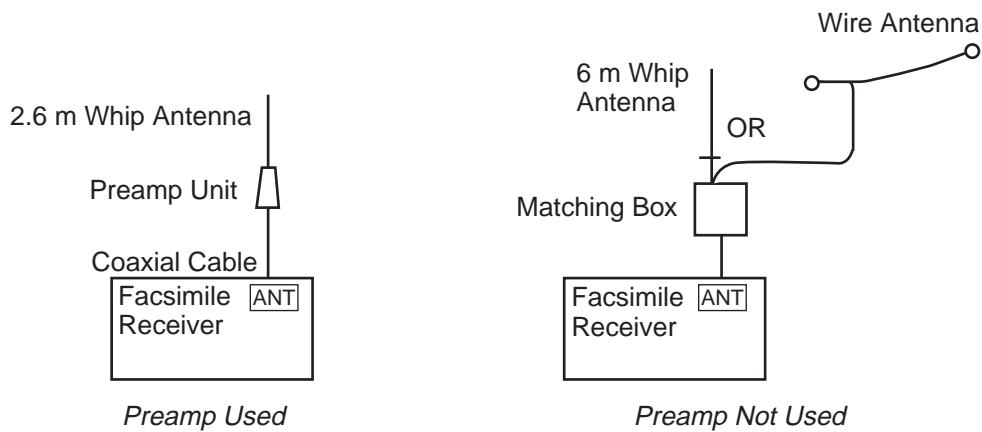 2.6 m Whip Antenna
Preamp Unit
Coaxial Cable
Facsimile ANT
Receiver
Preamp Used
Wire Antenna
6 m Whip
Antenna
OR
Matching Box
Facsimile ANT
Receiver
Preamp Not Used